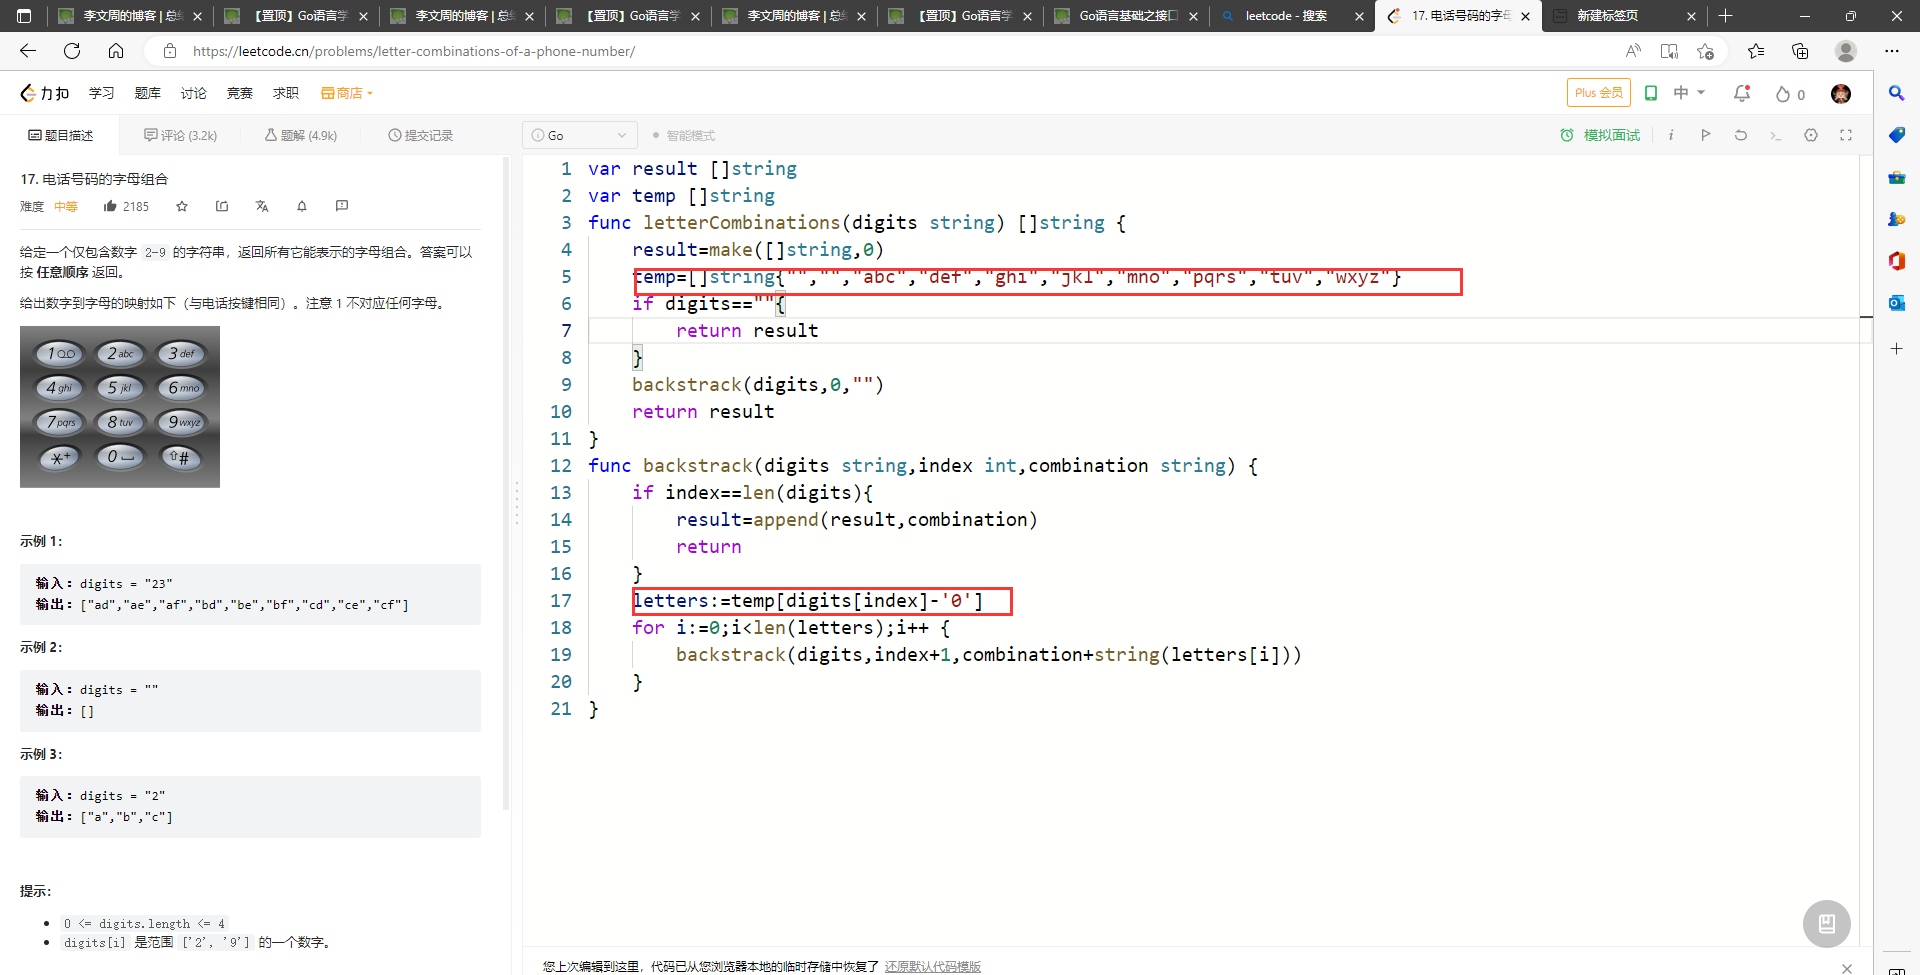 李文周的博客 | 总结
【置顶】Go语言学
李文周的博客 | 总结
【置顶】Go语言学
李文周的博客 | 总结
【置顶】Go语言学
Go语言基础之接口
leetcode - 搜索
17. 电话号码的字母
新建标签页
https://leetcode.cn/problems/letter-combinations-of-a-phone-number/
力扣 学习 题库 讨论 竞赛 求职 商店
Plus 会员 中 0
题目描述 评论 (3.2k) 题解 (4.9k) 提交记录
Go 智能模式 模拟面试
17. 电话号码的字母组合
难度 中等 2185
给定一个仅包含数字 2-9 的字符串，返回所有它能表示的字母组合。答案可以
按 任意顺序 返回。
给出数字到字母的映射如下（与电话按键相同）。注意 1 不对应任何字母。
1 2 abc 3 def
4 ghi 5 jkl 6 mno
7 pqrs 8 tuv 9 wxyz
*+ 0 #
示例 1：
输入：digits = "23"
输出：["ad","ae","af","bd","be","bf","cd","ce","cf"]
示例 2：
输入：digits = ""
输出：[]
示例 3：
输入：digits = "2"
输出：["a","b","c"]
提示：
0 <= digits.length <= 4
digits[i] 是范围 ['2', '9'] 的一个数字。
1 var result []string
2 var temp []string
3 func letterCombinations(digits string) []string {
4 result=make([]string,0)
5 temp=[]string{"","","abc","def","ghi","jkl","mno","pqrs","tuv","wxyz"}
6 if digits==""{
7 return result
8 }
9 backstrack(digits,0,"")
10 return result
11 }
12 func backstrack(digits string,index int,combination string) {
13 if index==len(digits){
14 result=append(result,combination)
15 return
16 }
17 letters:=temp[digits[index]-'0']
18 for i:=0;i<len(letters);i++ {
19 backstrack(digits,index+1,combination+string(letters[i]))
20 }
21 }
您上次编辑到这里，代码已从您浏览器本地的临时存储中恢复了 还原默认代码模版